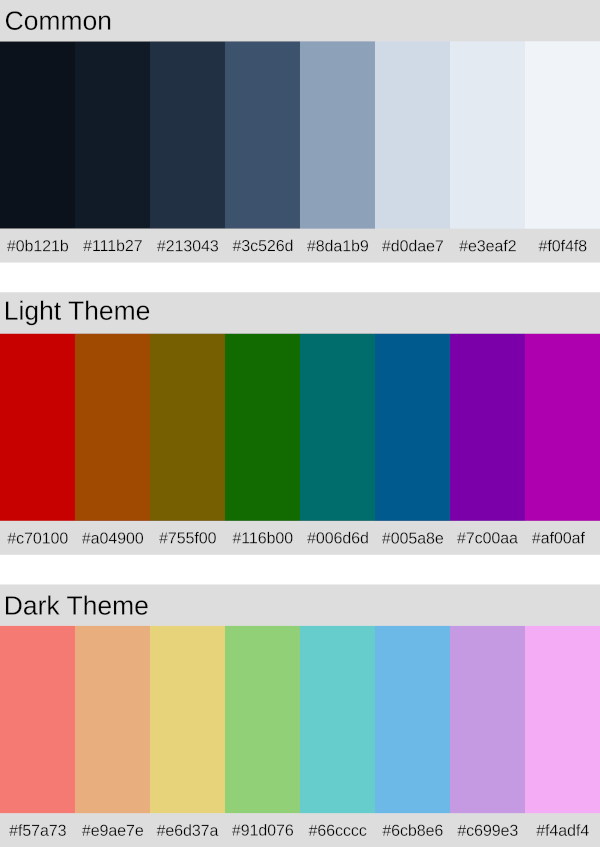 Common
#0b121b #111b27 #213043 #3c526d #8da1b9 #d0dae7 #e3eaf2 #f0f4f8
Light Theme
#c70100 #a04900 #755f00 #116b00 #006d6d #005a8e #7c00aa #af00af
Dark Theme
#f57a73 #e9ae7e #e6d37a #91d076 #66cccc #6cb8e6 #c699e3 #f4adf4